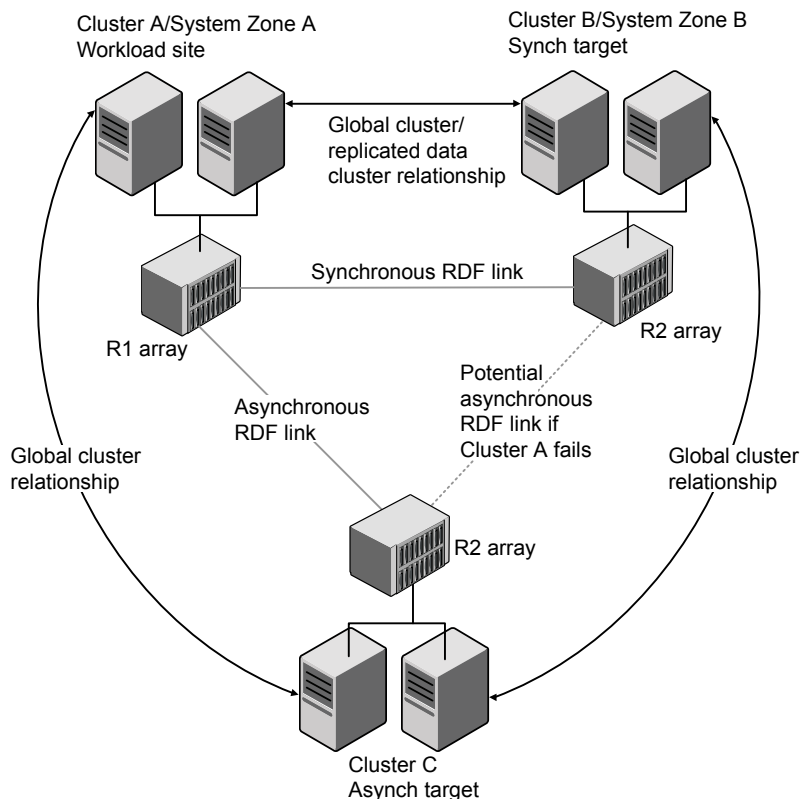 Cluster A/System Zone A
Workload site
Cluster B/System Zone B
Synch target
Global cluster/
replicated data
cluster relationship
Synchronous RDF link
R1 array
R2 array
Asynchronous
RDF link
Potential
asynchronous
RDF link if
Cluster A fails
Global cluster
relationship
Global cluster
relationship
R2 array
Cluster C
Asynch target